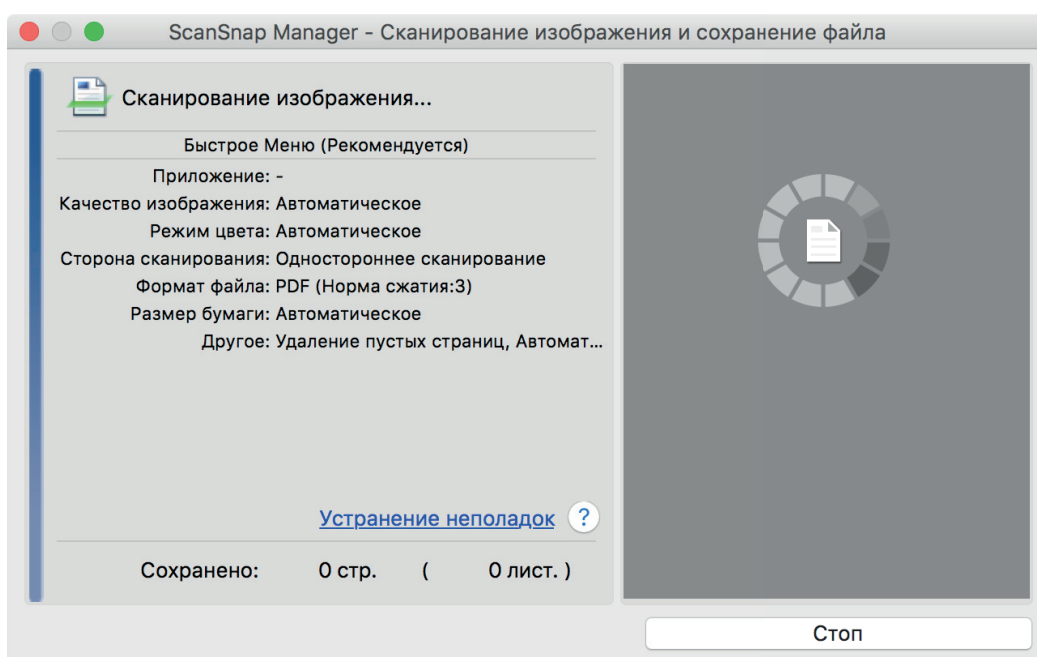 ScanSnap Manager - Сканирование изображения и сохранение файла
Сканирование изображения...
Быстрое Меню (Рекомендуется)
Приложение: -
Качество изображения: Автоматическое
Режим цвета: Автоматическое
Сторона сканирования: Одностороннее сканирование
Формат файла: PDF (Норма сжатия:3)
Размер бумаги: Автоматическое
Другое: Удаление пустых страниц, Автомат...
Устранение неполадок ?
Сохранено: 0 стр. ( 0 лист. )
Стоп